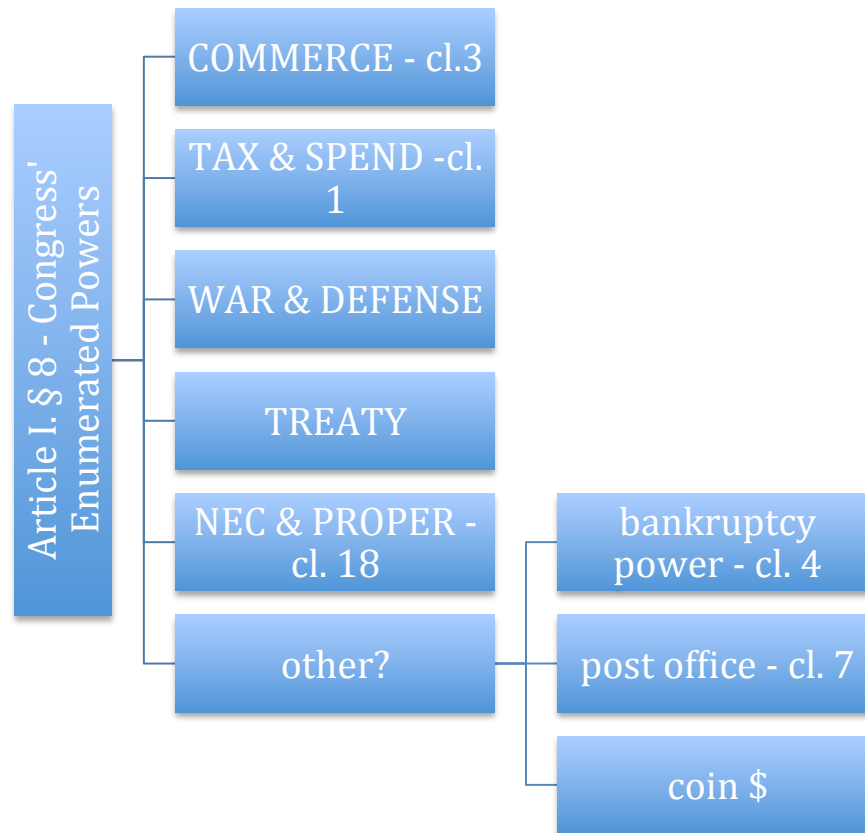 Article I. § 8 - Congress'
Enumerated Powers
COMMERCE - cl.3
TAX & SPEND -cl.
1
WAR & DEFENSE
TREATY
NEC & PROPER -
cl. 18
other?
bankruptcy
power - cl. 4
post office - cl. 7
coin $